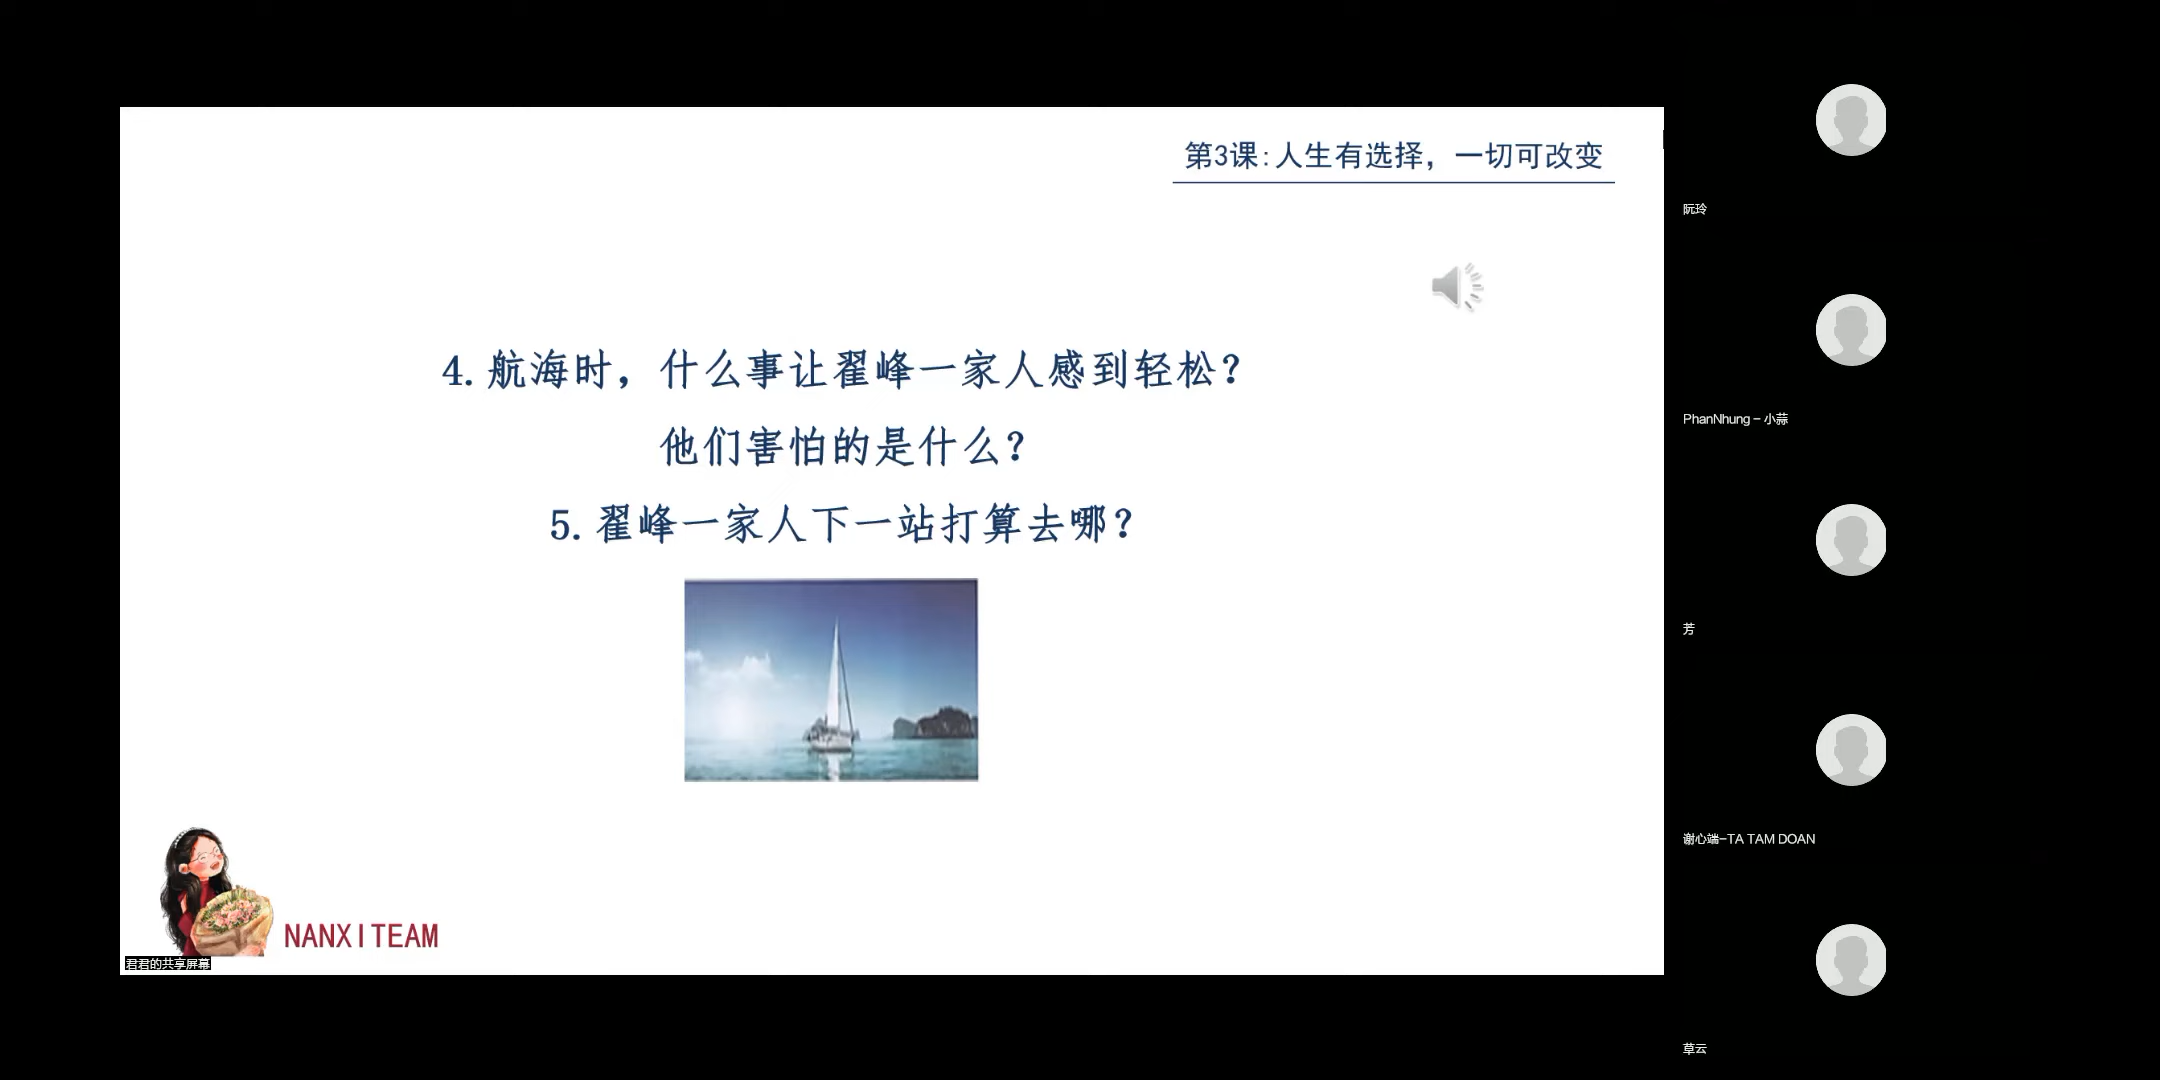 第3课:人生有选择，一切可改变
4. 航海时，什么事让翟峰一家人感到轻松？
他们害怕的是什么？
5. 翟峰一家人下一站打算去哪？
NANXITEAM
君君的共享屏幕
阮玲
PhanNhung - 小蒜
芳
谢心端-TA TAM DOAN
草云